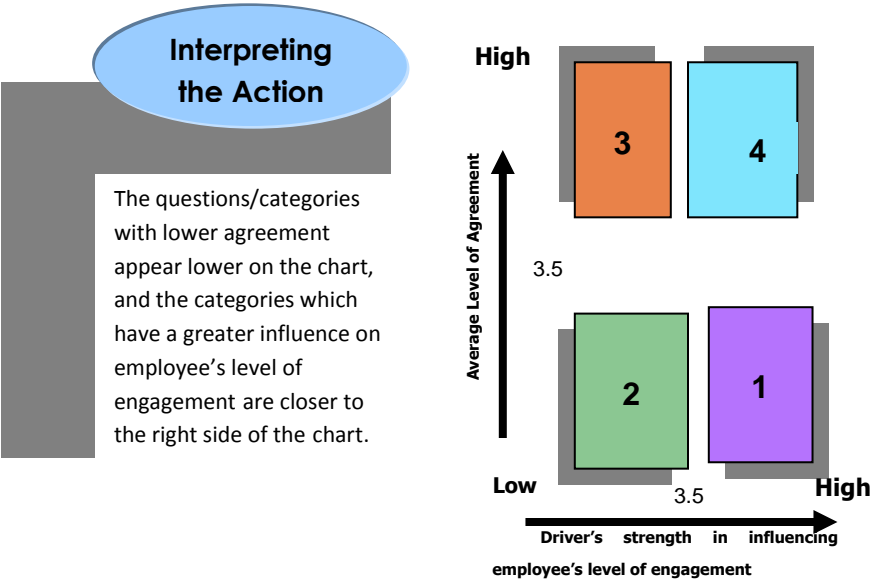 Interpreting
the Action
The questions/categories
with lower agreement
appear lower on the chart,
and the categories which
have a greater influence on
employee's level of
engagement are closer to
the right side of the chart.
High
3
4
Average Level of Agreement
3.5
2
1
Low
3.5
High
Driver's strength in influencing
employee's level of engagement